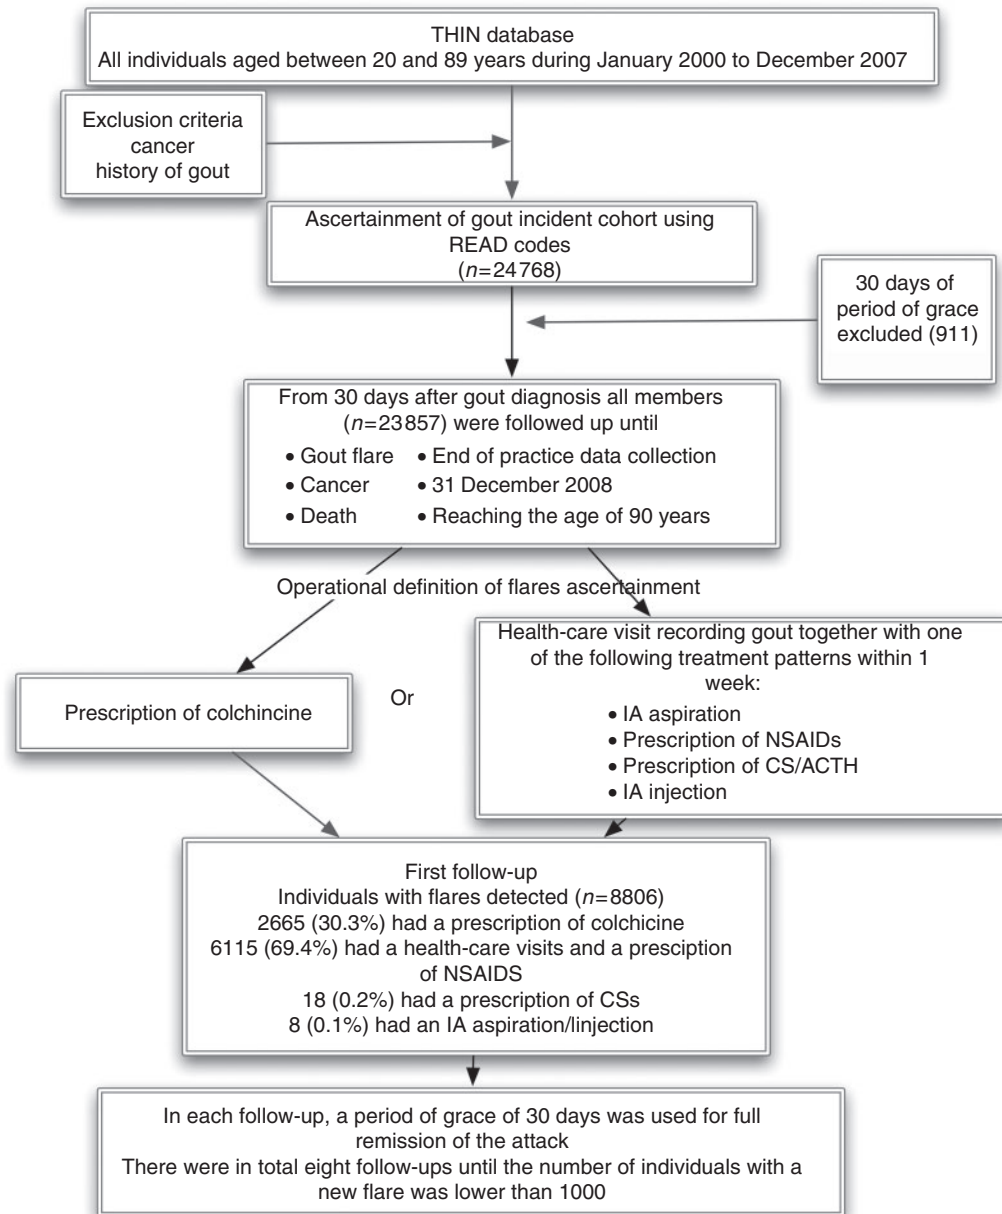 THIN database
All individuals aged between 20 and 89 years during January 2000 to December 2007
Exclusion criteria
cancer
history of gout
Ascertainment of gout incident cohort using
READ codes
(n=24768)
30 days of
period of grace
excluded (911)
From 30 days after gout diagnosis all members
(n=23857) were followed up until
• Gout flare • End of practice data collection
• Cancer • 31 December 2008
• Death • Reaching the age of 90 years
Operational definition of flares ascertainment
Prescription of colchincine
Or
Health-care visit recording gout together with one
of the following treatment patterns within 1
week:
• IA aspiration
• Prescription of NSAIDs
• Prescription of CS/ACTH
• IA injection
First follow-up
Individuals with flares detected (n=8806)
2665 (30.3%) had a prescription of colchicine
6115 (69.4%) had a health-care visits and a presciption
of NSAIDS
18 (0.2%) had a prescription of CSs
8 (0.1%) had an IA aspiration/linjection
In each follow-up, a period of grace of 30 days was used for full
remission of the attack
There were in total eight follow-ups until the number of individuals with a
new flare was lower than 1000